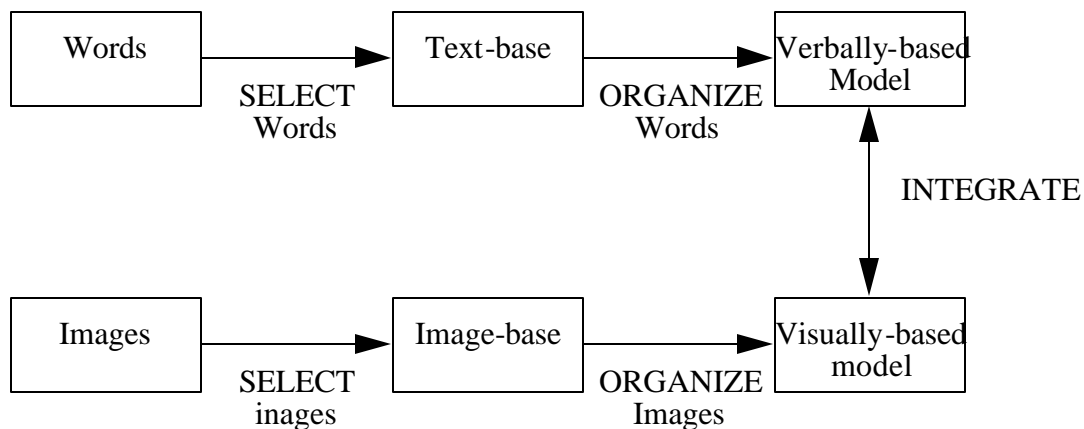 Words
Text-base
Verbally-based
Model
SELECT
Words
ORGANIZE
Words
INTEGRATE
Images
Image-base
Visually-based
model
SELECT
inages
ORGANIZE
Images